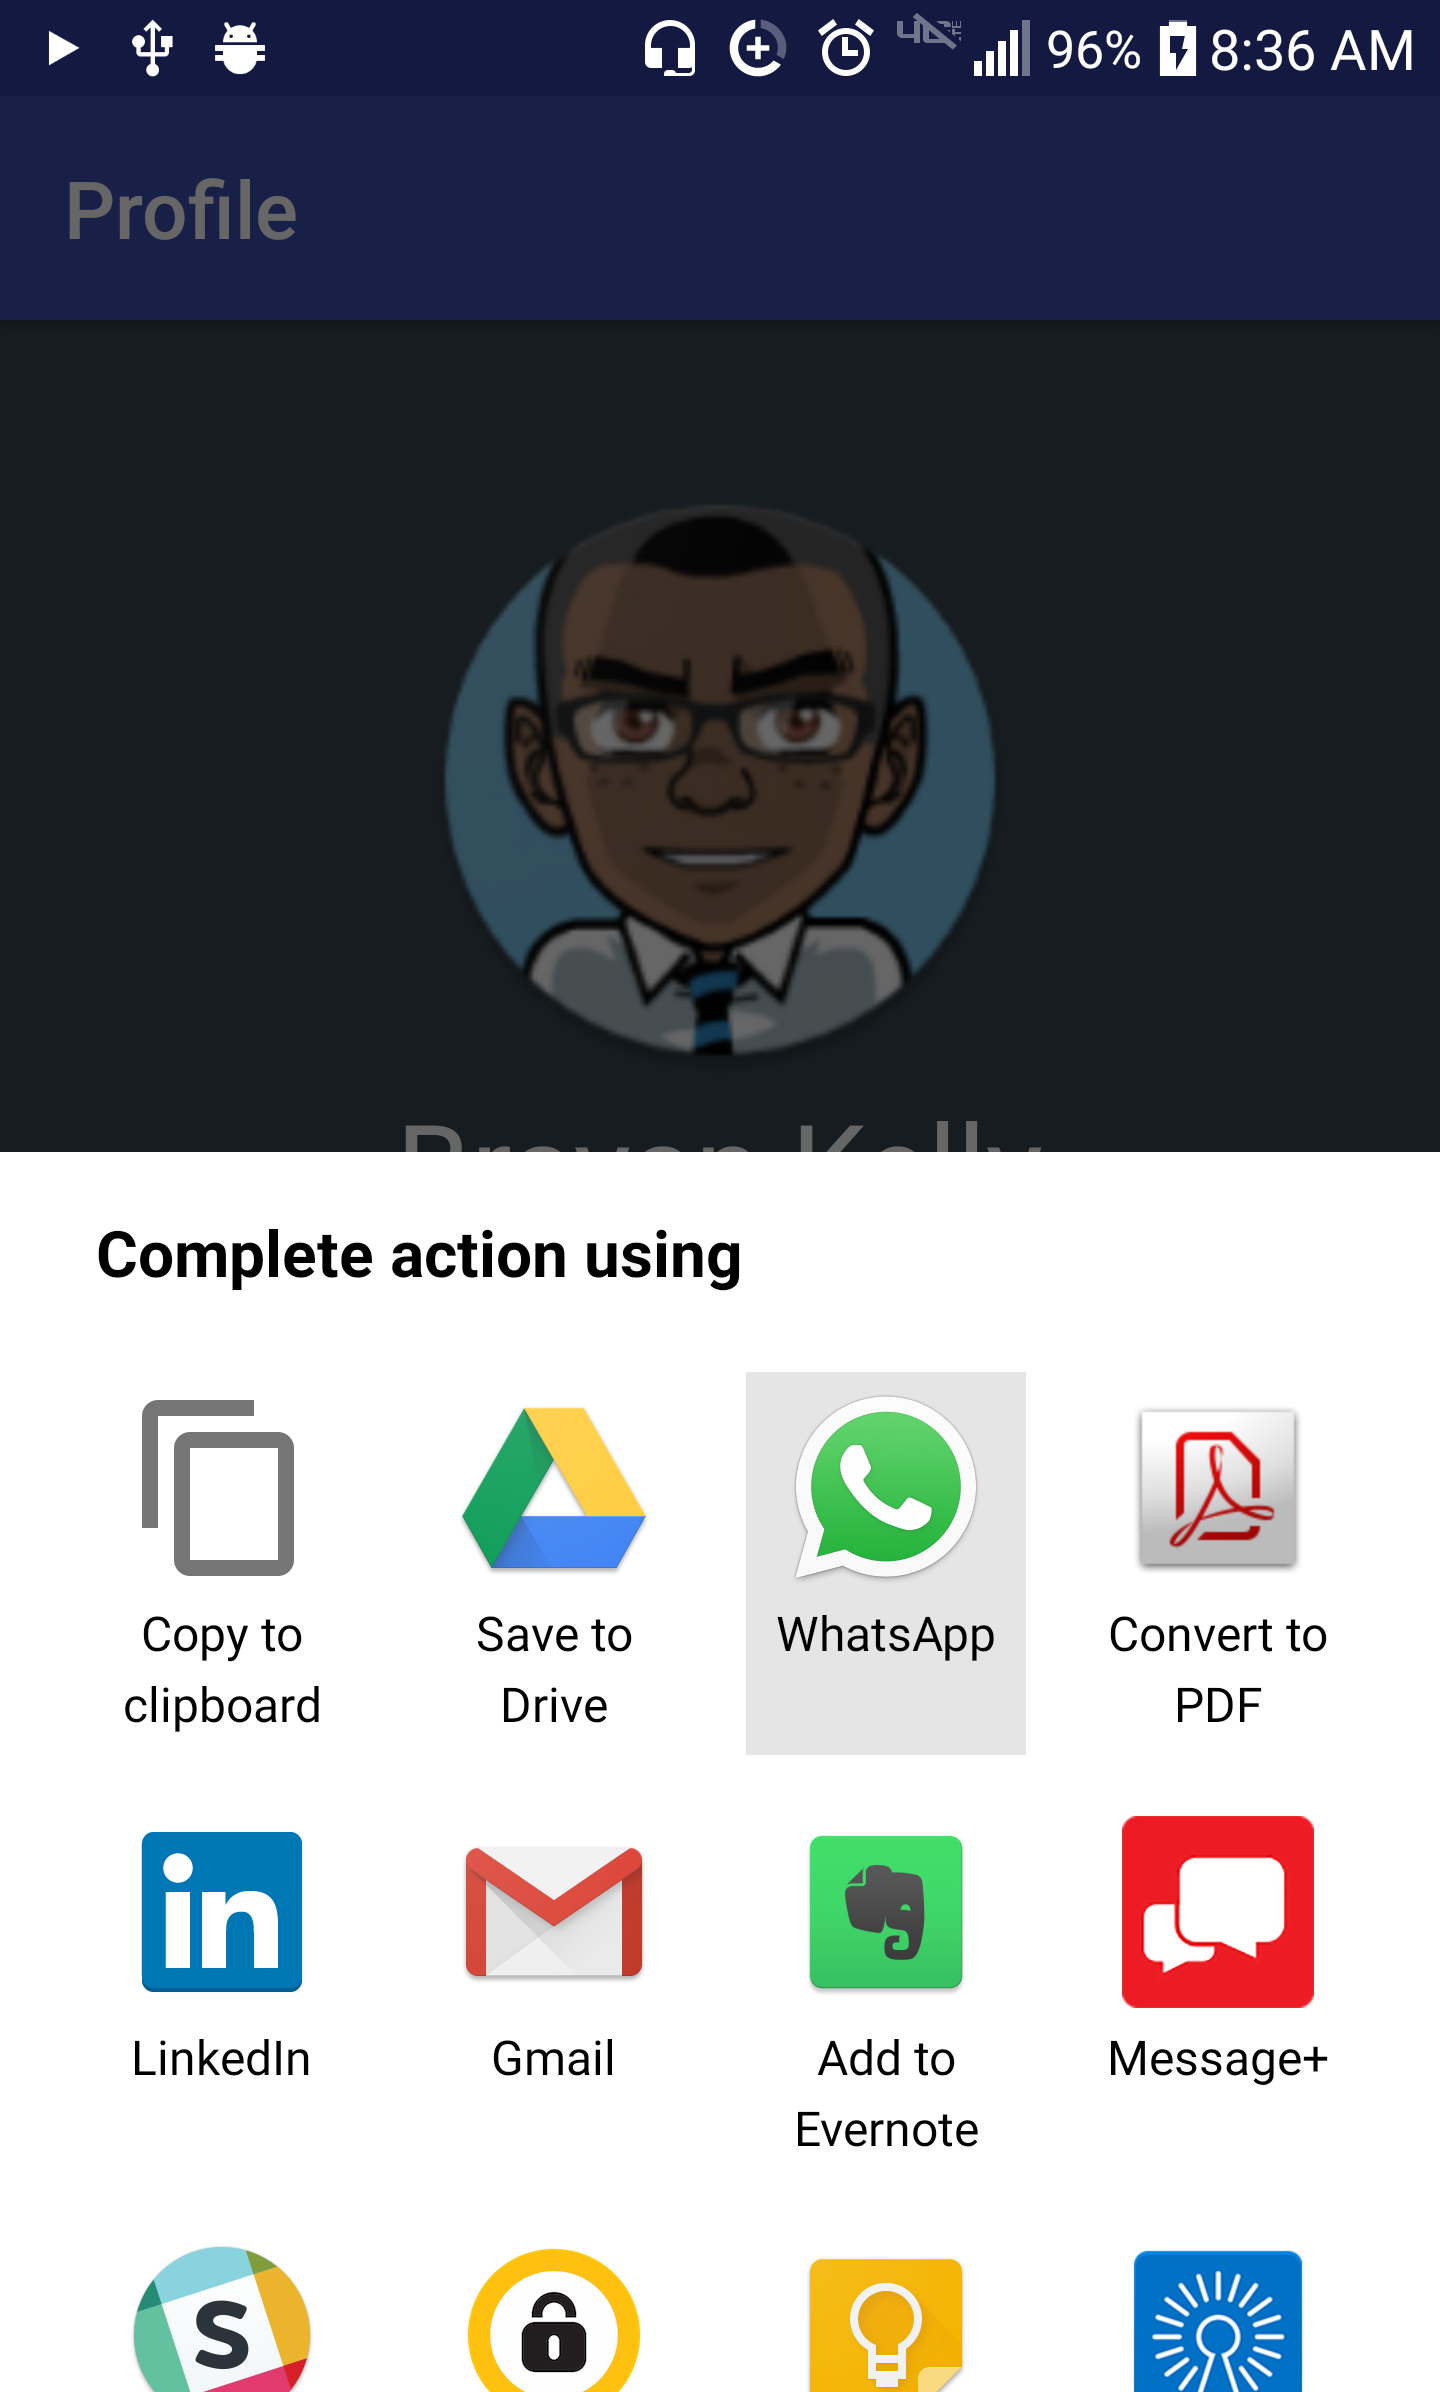 96% 8:36 AM
Profile
Complete action using
Copy to
clipboard
Save to
Drive
WhatsApp
Convert to
PDF
in
LinkedIn
Gmail
Add to
Evernote
Message+
S